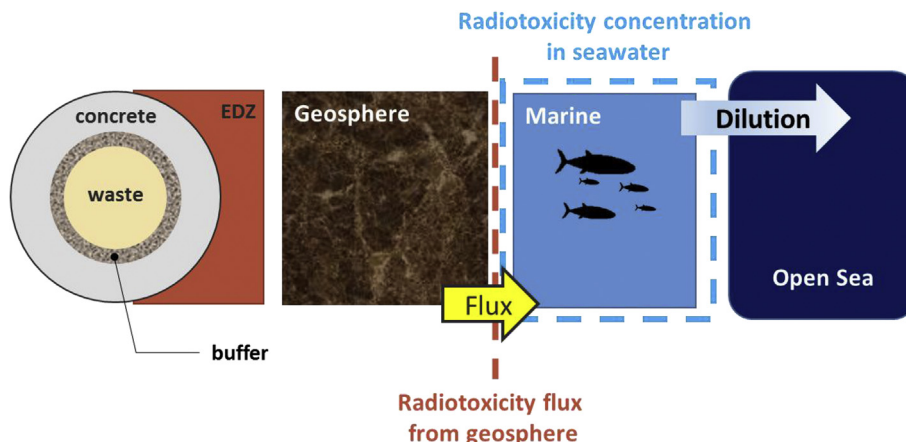 Radiotoxicity concentration
in seawater
concrete
EDZ
Geosphere
Marine
Dilution
waste
Flux
Open Sea
buffer
Radiotoxicity flux
from geosphere